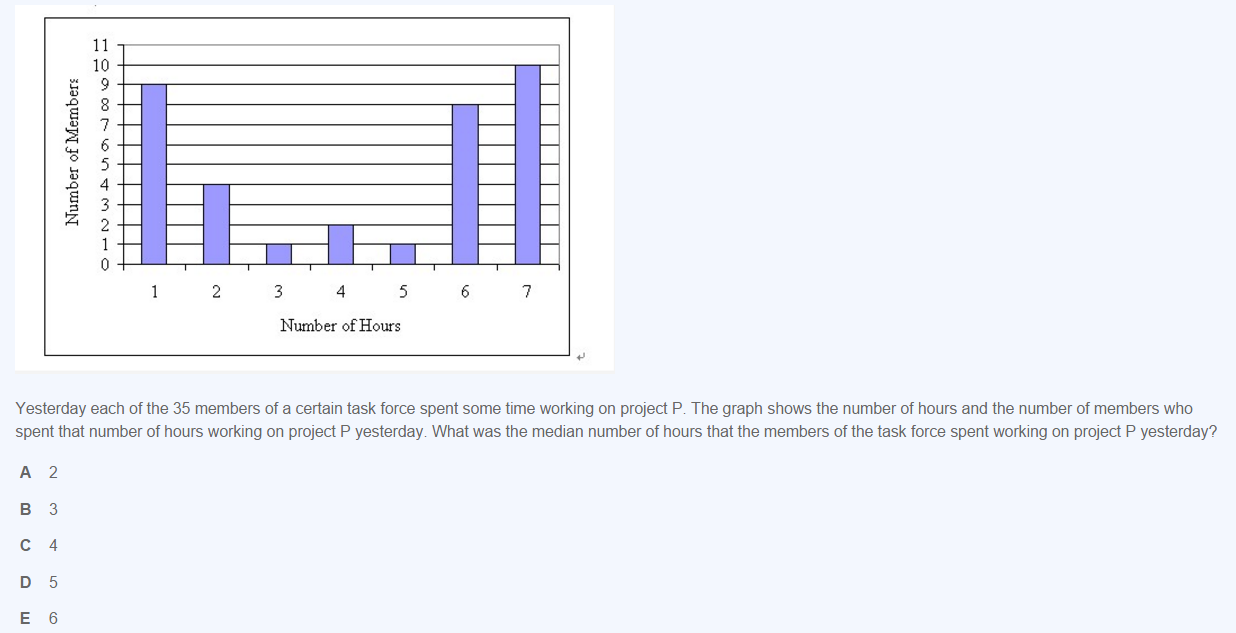 11
10
9
8
7
6
5
4
3
2
1
0
Number of Members
1 2 3 4 5 6 7
Number of Hours
Yesterday each of the 35 members of a certain task force spent some time working on project P. The graph shows the number of hours and the number of members who
spent that number of hours working on project P yesterday. What was the median number of hours that the members of the task force spent working on project P yesterday?
A 2
B 3
C 4
D 5
E 6